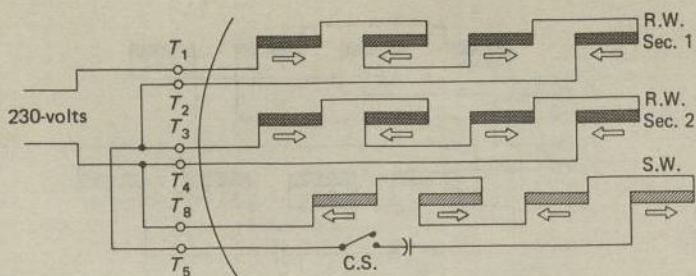 R.W.
Sec. 1
T1
T2
230-volts
T3
R.W.
Sec. 2
T4
S.W.
T8
C.S.
T5